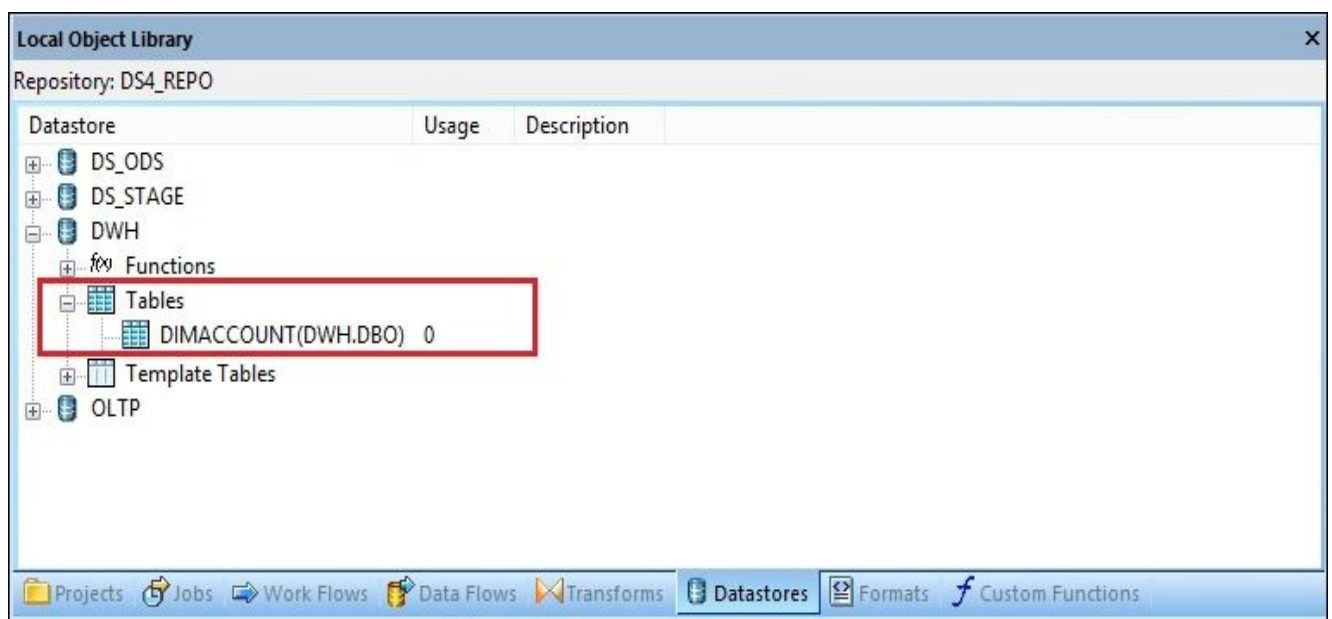 Local Object Library
Repository: DS4_REPO
Datastore Usage Description
DS_ODS
DS_STAGE
DWH
f(x) Functions
Tables
DIMACCOUNT(DWH.DBO) 0
Template Tables
OLTP
Projects Jobs Work Flows Data Flows Transforms Datastores Formats Custom Functions